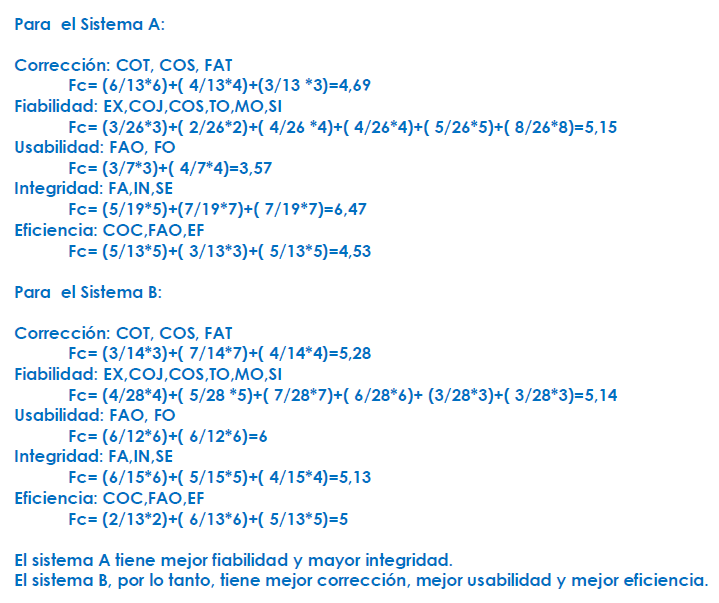 Para  el Sistema A:
Corrección: COT, COS, FAT
Fc= (6/13*6)+( 4/13*4)+(3/13 *3)=4,69
Fiabilidad: EX,COJ,COS,TO,MO,SI
Fc= (3/26*3)+( 2/26*2)+( 4/26 *4)+( 4/26*4)+( 5/26*5)+( 8/26*8)=5,15
Usabilidad: FAO, FO
Fc= (3/7*3)+( 4/7*4)=3,57
Integridad: FA,IN,SE
Fc= (5/19*5)+(7/19*7)+( 7/19*7)=6,47
Eficiencia: COC,FAO,EF
Fc= (5/13*5)+( 3/13*3)+( 5/13*5)=4,53
Para  el Sistema B:
Corrección: COT, COS, FAT
Fc= (3/14*3)+( 7/14*7)+( 4/14*4)=5,28
Fiabilidad: EX,COJ,COS,TO,MO,SI
Fc= (4/28*4)+( 5/28 *5)+( 7/28*7)+( 6/28*6)+ (3/28*3)+( 3/28*3)=5,14
Usabilidad: FAO, FO
Fc= (6/12*6)+( 6/12*6)=6
Integridad: FA,IN,SE
Fc= (6/15*6)+( 5/15*5)+( 4/15*4)=5,13
Eficiencia: COC,FAO,EF
Fc= (2/13*2)+( 6/13*6)+( 5/13*5)=5
El sistema A tiene mejor fiabilidad y mayor integridad.
El sistema B, por lo tanto, tiene mejor corrección, mejor usabilidad y mejor eficiencia.